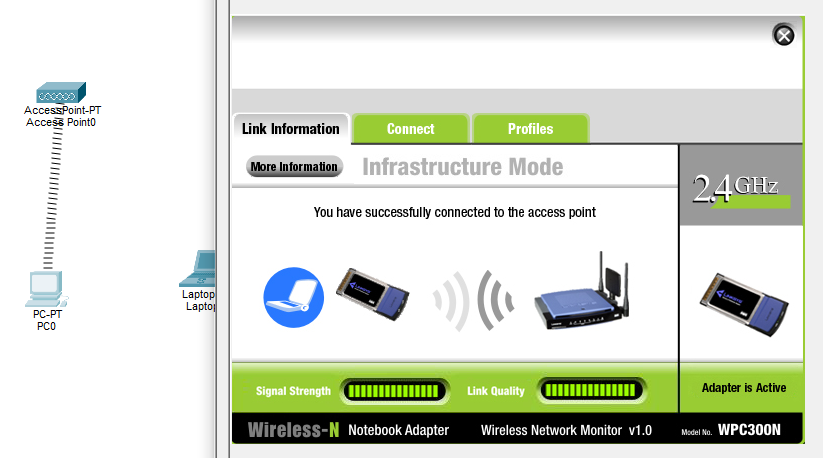 AccessPoint-PT
Access Point0
PC-PT
PC0
Laptop
Laptop
Link Information
Connect
Profiles
More Information
Infrastructure Mode
2.4GHz
You have successfully connected to the access point
Signal Strength
Link Quality
Adapter is Active
Wireless-N Notebook Adapter
Wireless Network Monitor v1.0
Model No. WPC300N